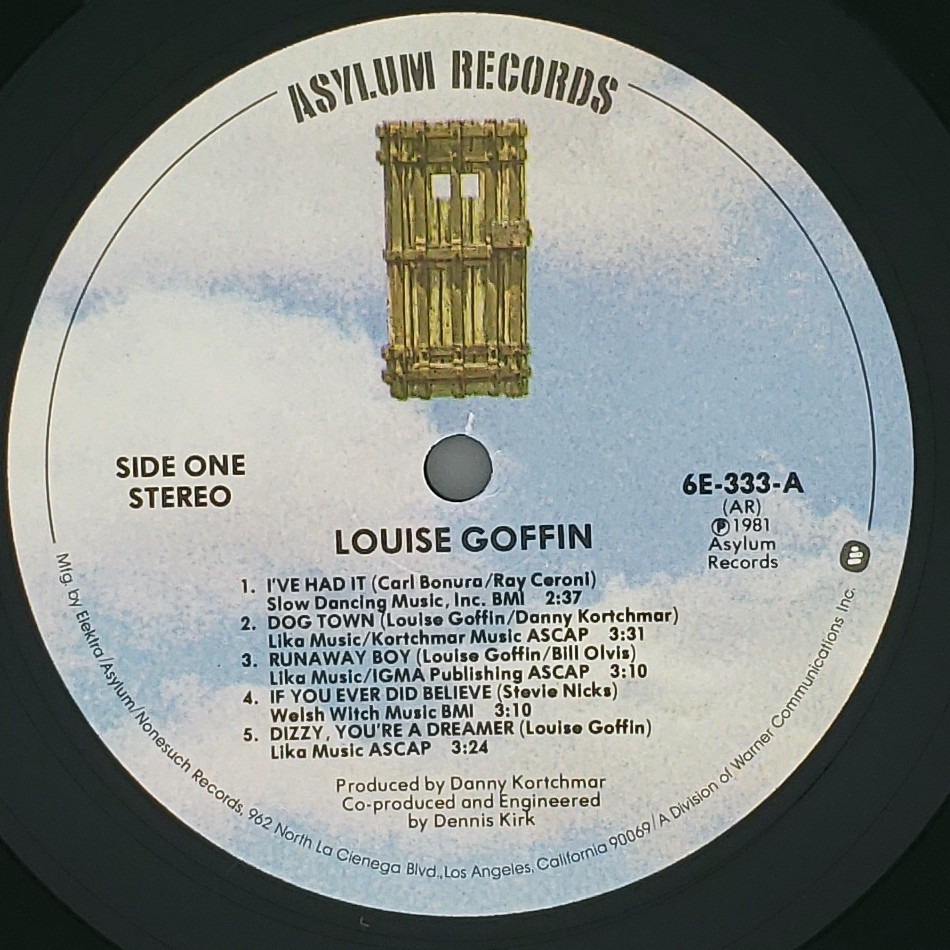 ASYLUM RECORDS
SIDE ONE
STEREO
6E-333-A
(AR)
Ⓟ1981
Asylum
Records
LOUISE GOFFIN
1. I'VE HAD IT (Carl Bonura/Ray Ceroni)
Slow Dancing Music, Inc. BMI 2:37
2. DOG TOWN (Louise Goffin/Danny Kortchmar)
Lika Music/Kortchmar Music ASCAP 3:31
3. RUNAWAY BOY (Louise Goffin/Bill Olvis)
Lika Music/IGMA Publishing ASCAP 3:10
4. IF YOU EVER DID BELIEVE (Stevie Nicks)
Welsh Witch Music BMI 3:10
5. DIZZY, YOU'RE A DREAMER (Louise Goffin)
Lika Music ASCAP 3:24
Produced by Danny Kortchmar
Co-produced and Engineered
by Dennis Kirk
Mfg. by Elektra/Asylum/Nonesuch Records, 962 North La Cienega Blvd., Los Angeles, California 90069/A Division of Warner Communications Inc.